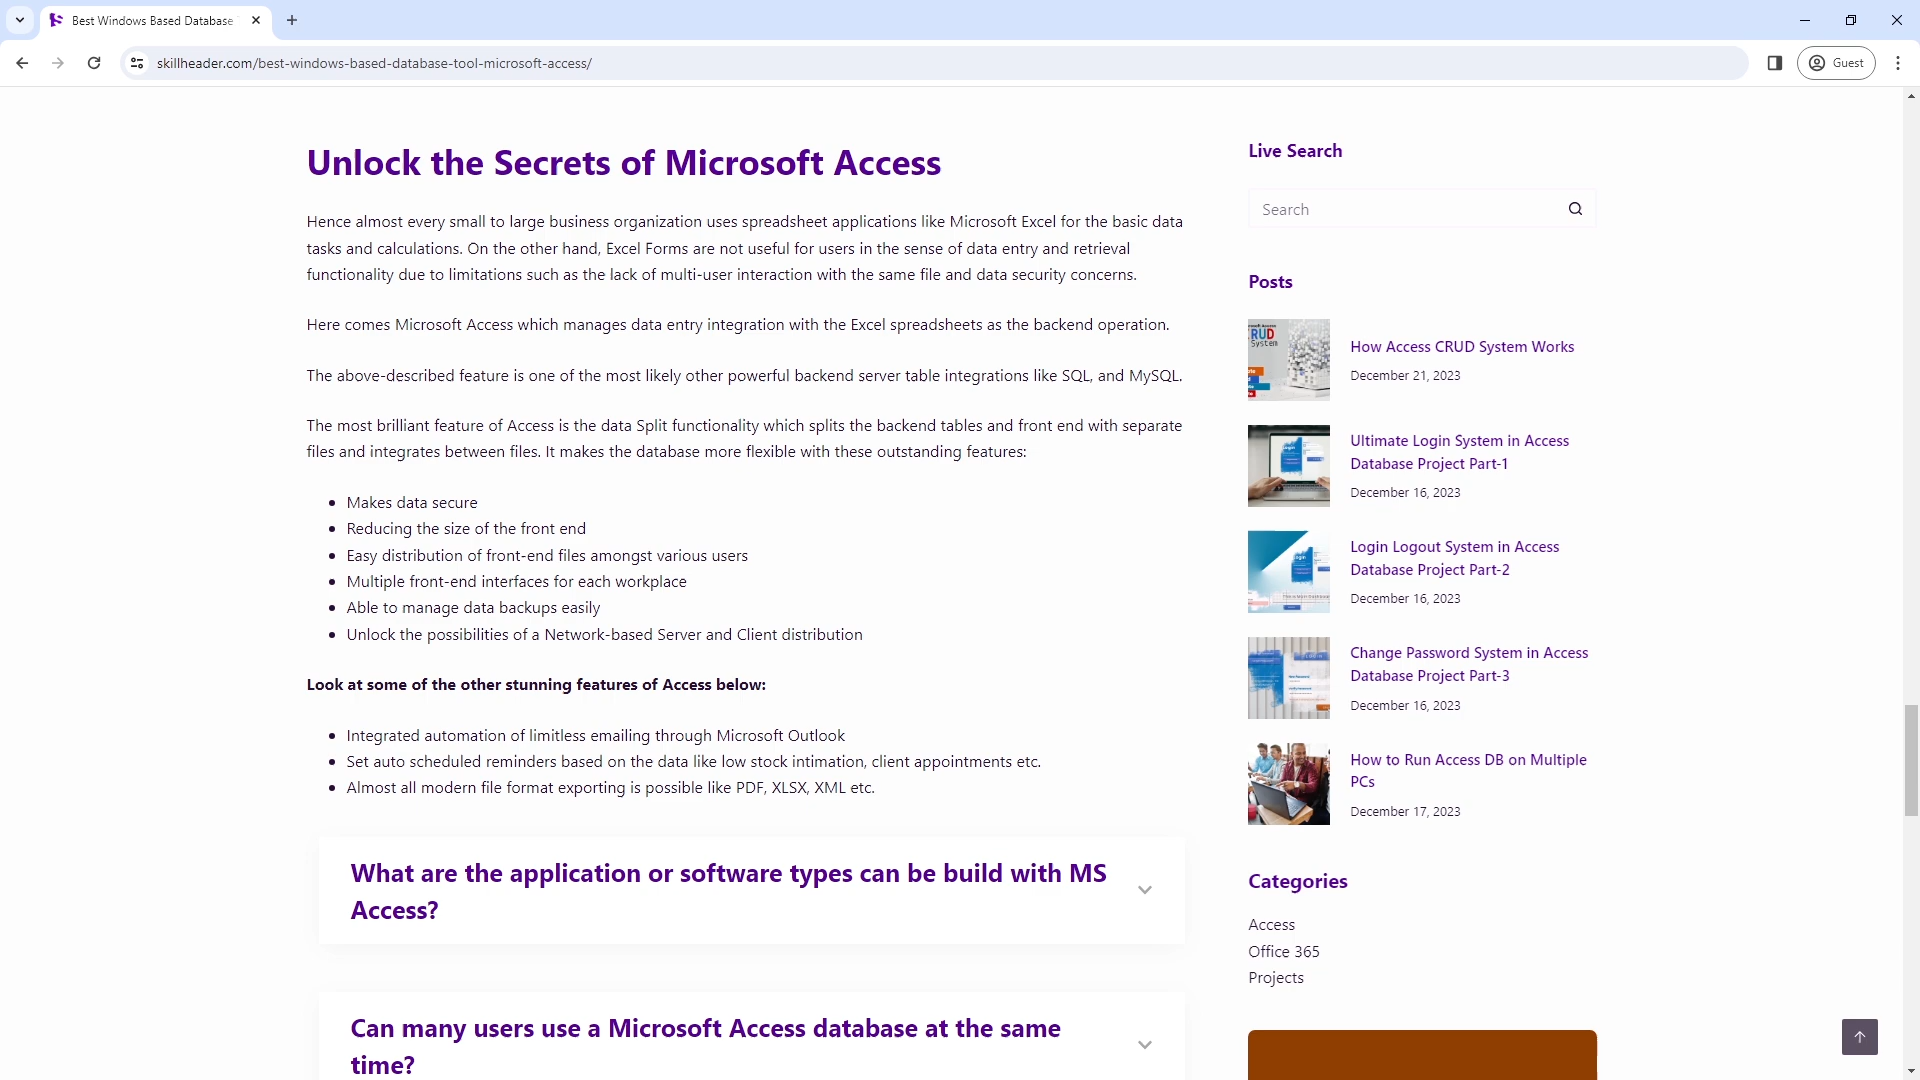 Best Windows Based Database
skillheader.com/best-windows-based-database-tool-microsoft-access/
Guest
Unlock the Secrets of Microsoft Access
Hence almost every small to large business organization uses spreadsheet applications like Microsoft Excel for the basic data
tasks and calculations. On the other hand, Excel Forms are not useful for users in the sense of data entry and retrieval
functionality due to limitations such as the lack of multi-user interaction with the same file and data security concerns.
Here comes Microsoft Access which manages data entry integration with the Excel spreadsheets as the backend operation.
The above-described feature is one of the most likely other powerful backend server table integrations like SQL, and MySQL.
The most brilliant feature of Access is the data Split functionality which splits the backend tables and front end with separate
files and integrates between files. It makes the database more flexible with these outstanding features:
Makes data secure
Reducing the size of the front end
Easy distribution of front-end files amongst various users
Multiple front-end interfaces for each workplace
Able to manage data backups easily
Unlock the possibilities of a Network-based Server and Client distribution
Look at some of the other stunning features of Access below:
Integrated automation of limitless emailing through Microsoft Outlook
Set auto scheduled reminders based on the data like low stock intimation, client appointments etc.
Almost all modern file format exporting is possible like PDF, XLSX, XML etc.
What are the application or software types can be build with MS
Access?
Can many users use a Microsoft Access database at the same
time?
Live Search
Search
Posts
RUD
System
How Access CRUD System Works
December 21, 2023
Ultimate Login System in Access
Database Project Part-1
December 16, 2023
Login Logout System in Access
Database Project Part-2
December 16, 2023
Change Password System in Access
Database Project Part-3
December 16, 2023
How to Run Access DB on Multiple
PCs
December 17, 2023
Categories
Access
Office 365
Projects